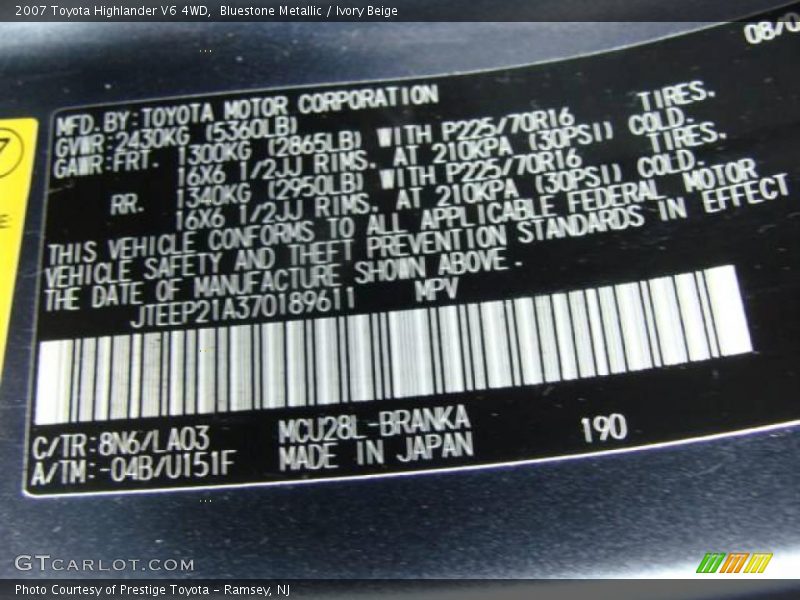 2007 Toyota Highlander V6 4WD, Bluestone Metallic / Ivory Beige
08/0
MFD.BY:TOYOTA MOTOR CORPORATION
GVWR:2430KG (5360LB)
GAWR:FRT. 1300KG (2865LB) WITH P225/70R16 TIRES.
16X6 1/2JJ RIMS. AT 210KPA (30PSI) COLD.
RR. 1340KG (2950LB) WITH P225/70R16 TIRES.
16X6 1/2JJ RIMS. AT 210KPA (30PSI) COLD.
THIS VEHICLE CONFORMS TO ALL APPLICABLE FEDERAL MOTOR
VEHICLE SAFETY AND THEFT PREVENTION STANDARDS IN EFFECT
THE DATE OF MANUFACTURE SHOWN ABOVE.
JTEEP21A370189611 MPV
C/TR:8N6/LA03 MCU28L-BRANKA 190
A/TM:-04B/U151F MADE IN JAPAN
7
E
GTCARLOT.COM
Photo Courtesy of Prestige Toyota - Ramsey, NJ